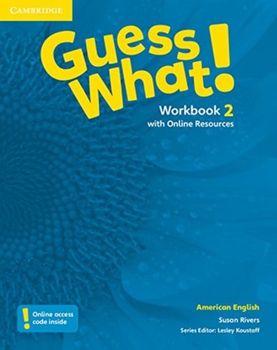 CAMBRIDGE
Guess
What!
Workbook 2
with Online Resources
! Online access
code inside
American English
Susan Rivers
Series Editor: Lesley Koustaff